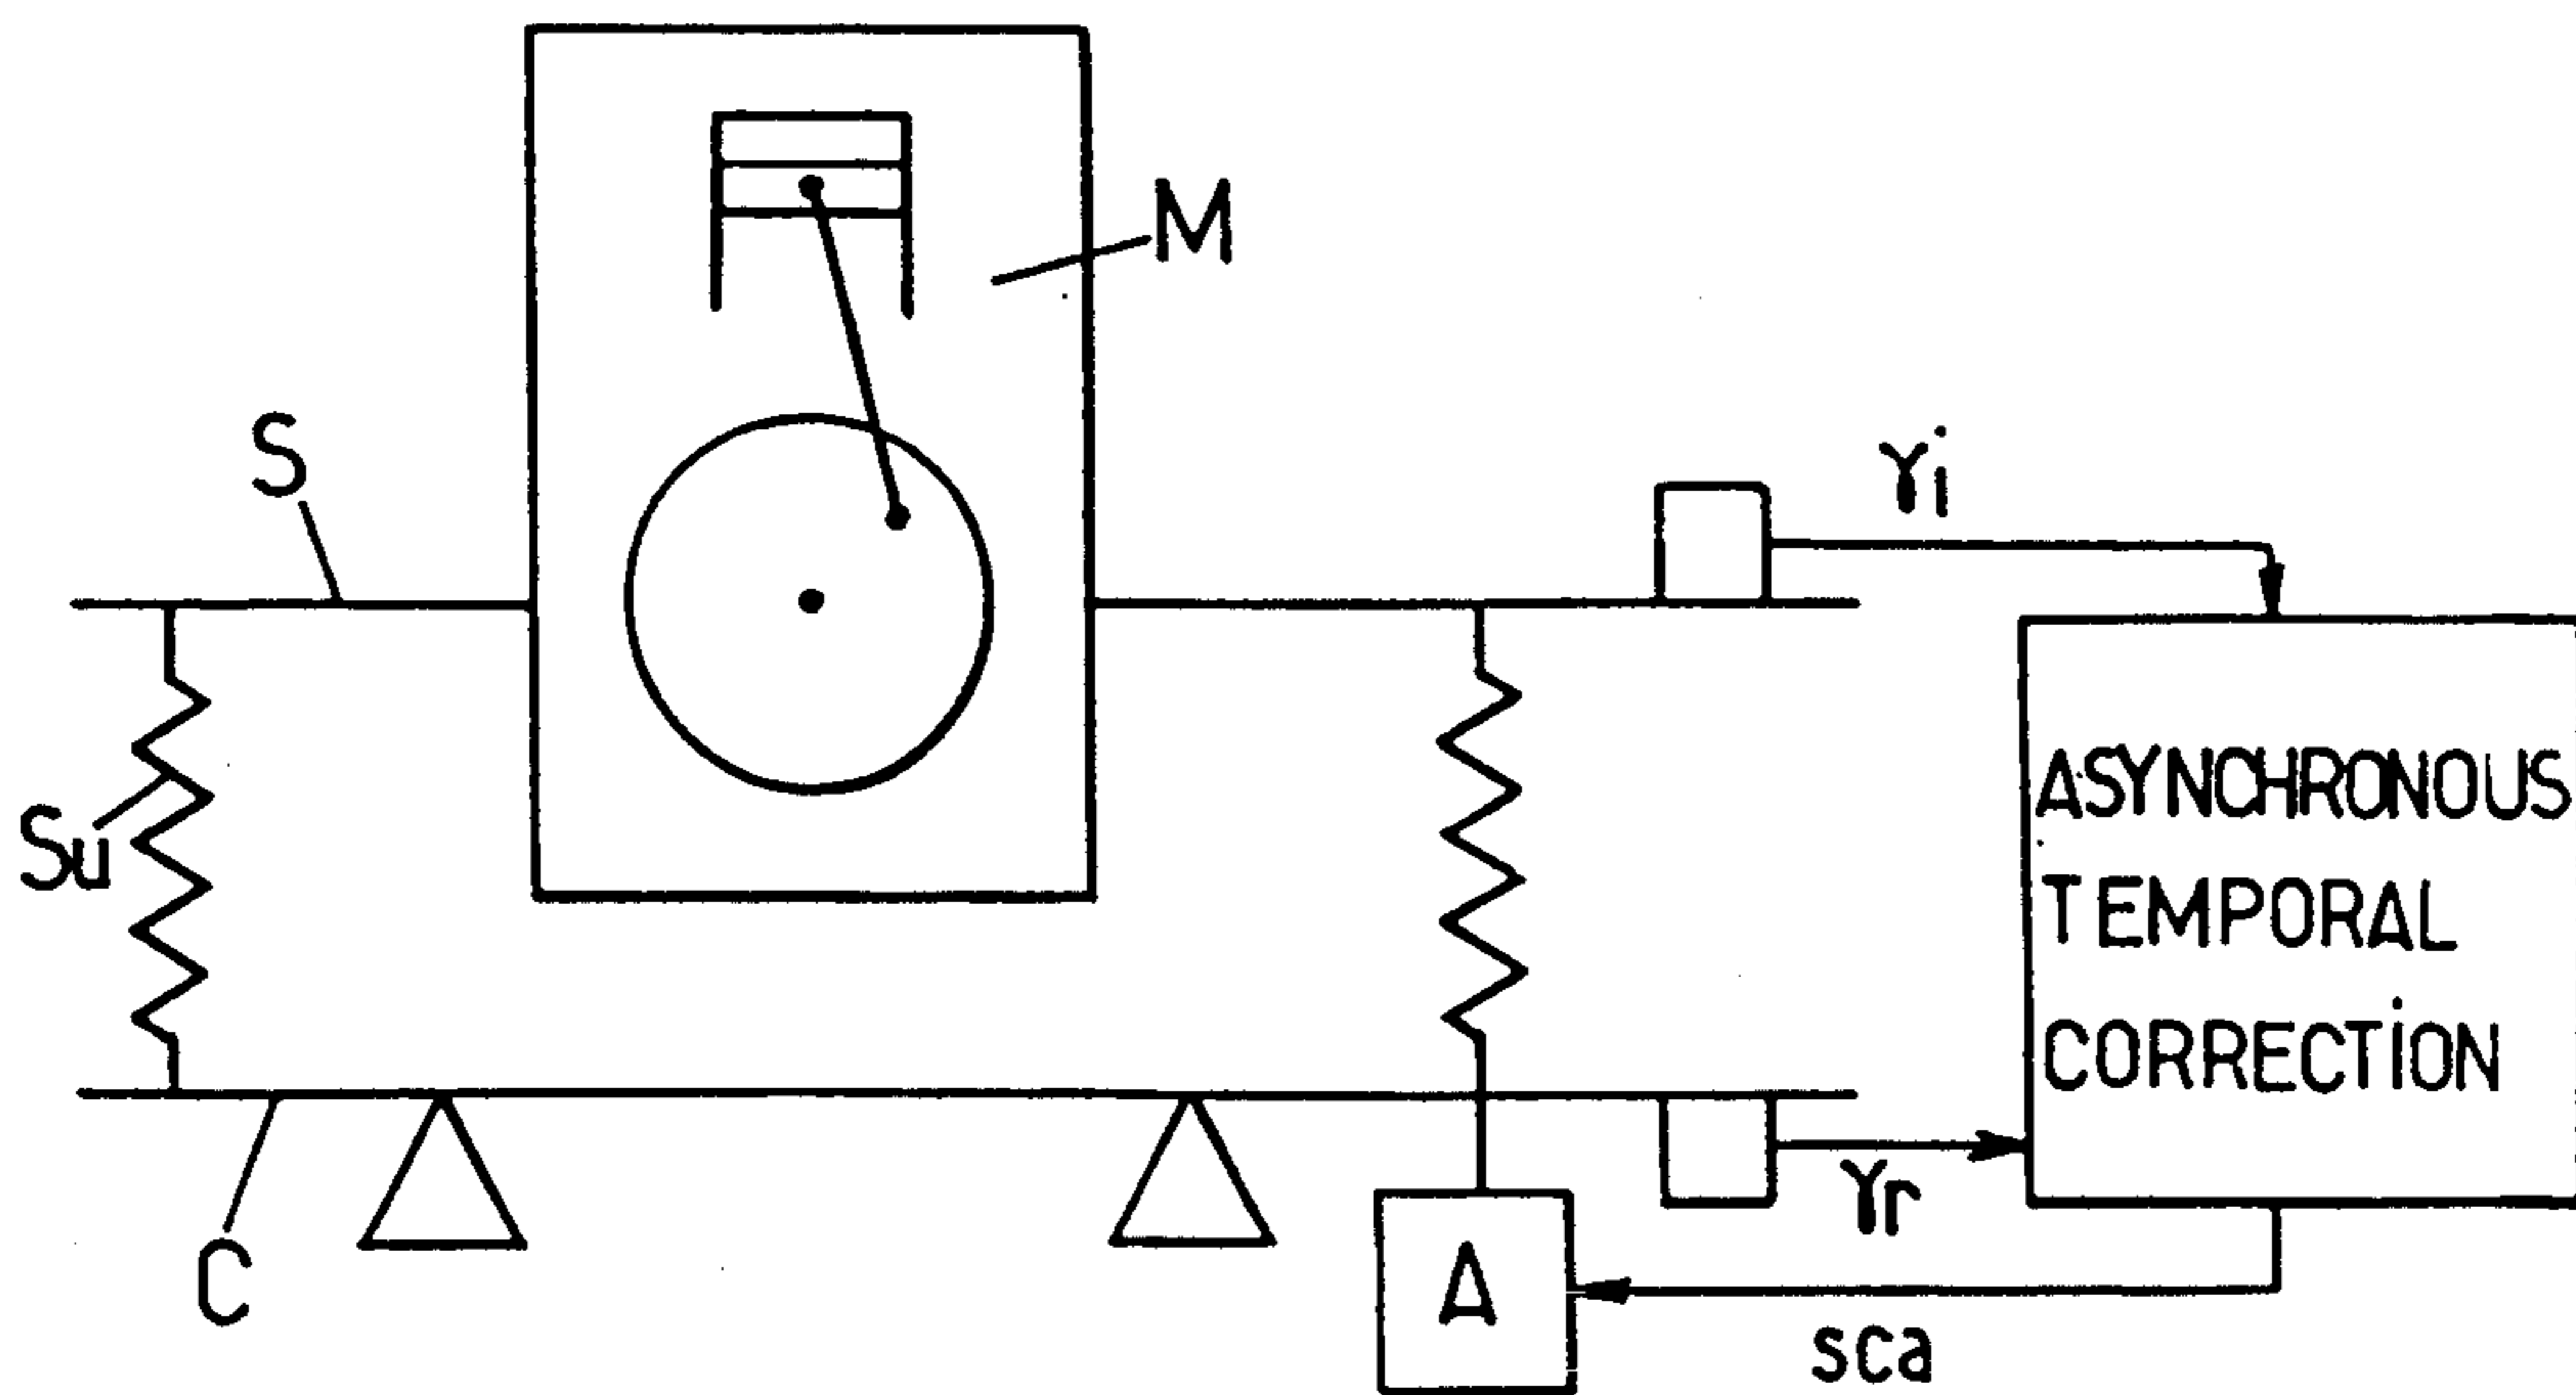 M
S
γi
Su
ASYNCHRONOUS
TEMPORAL
CORRECTiON
γr
C
A
sca